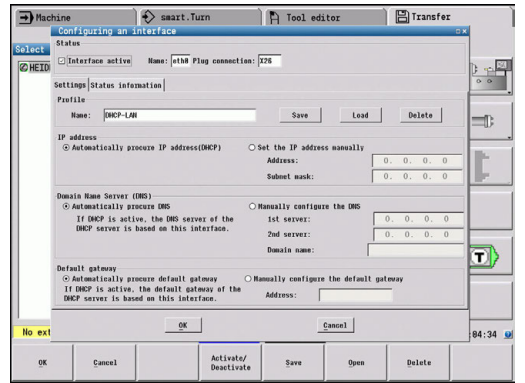 Machine
smart.Turn
Tool editor
Transfer
Configuring an interface
Select
HEID
Status
Interface active Name: eth0 Plug connection: X26
Settings Status information
Profile
Name: DHCP-LAN Save Load Delete
IP address
Automatically procure IP address(DHCP) Set the IP address manually
Address: 0. 0. 0. 0
Subnet mask: 0. 0. 0. 0
Domain Name Server (DNS)
Automatically procure DNS Manually configure the DNS
If DHCP is active, the DNS server of the 1st server: 0. 0. 0. 0
DHCP server is based on this interface. 2nd server: 0. 0. 0. 0
Domain name:
Default gateway
Automatically procure default gateway Manually configure the default gateway
If DHCP is active, the default gateway of the Address:
DHCP server is based on this interface.
OK Cancel
No ext
:04:34
T
OK Cancel Activate/ Deactivate Save Open Delete